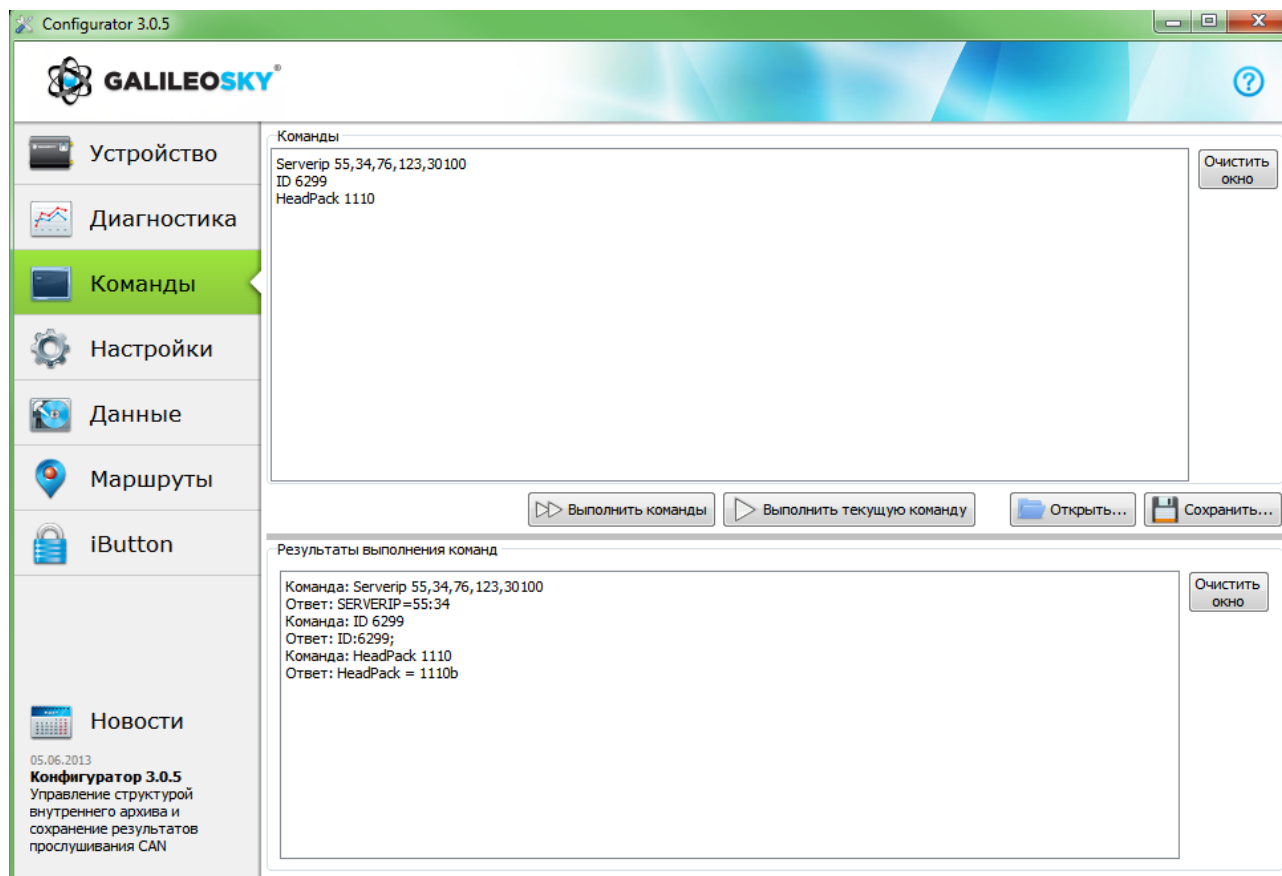 Configurator 3.0.5
GALILEOSKY®
?
Устройство
Диагностика
Команды
Настройки
Данные
Маршруты
iButton
Новости
05.06.2013
Конфигуратор 3.0.5
Управление структурой
внутреннего архива и
сохранение результатов
прослушивания CAN
Команды
Serverip 55,34,76,123,30100
ID 6299
HeadPack 1110
Очистить
окно
Выполнить команды
Выполнить текущую команду
Открыть...
Сохранить...
Результаты выполнения команд
Команда: Serverip 55,34,76,123,30100
Ответ: SERVERIP=55:34
Команда: ID 6299
Ответ: ID:6299;
Команда: HeadPack 1110
Ответ: HeadPack = 1110b
Очистить
окно